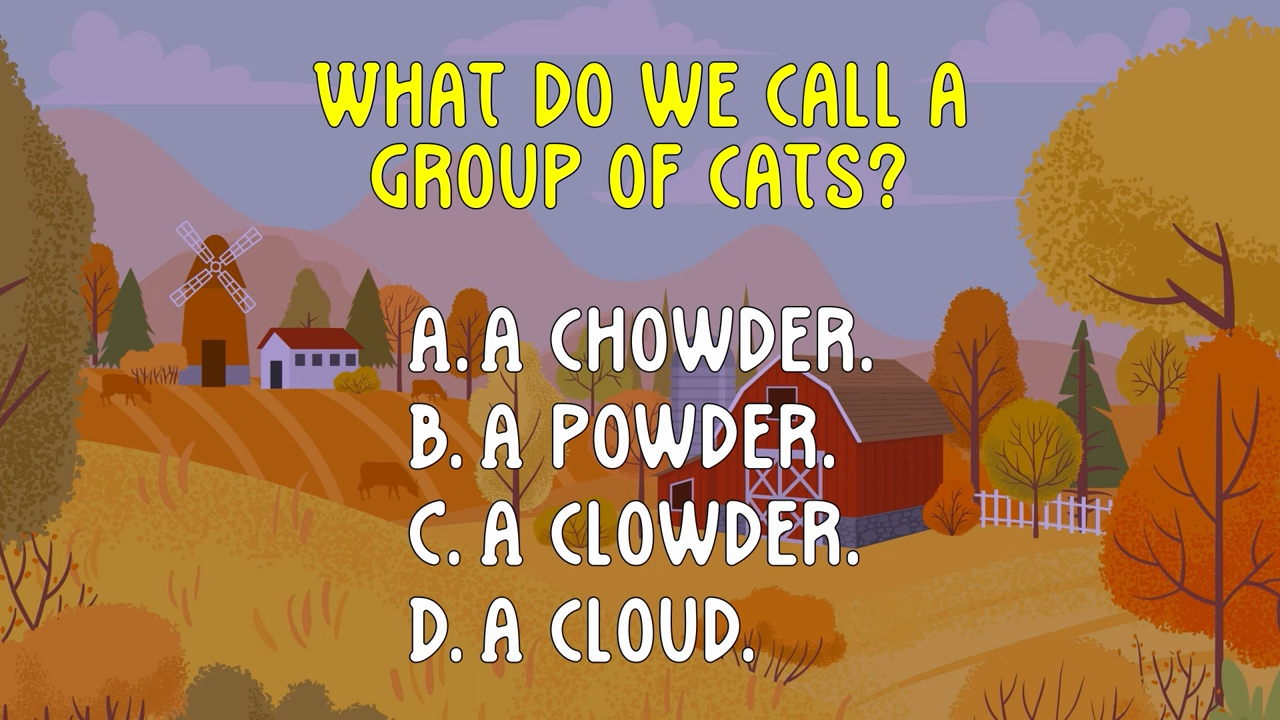 WHAT DO WE CALL A
GROUP OF CATS?
A. A CHOWDER.
B. A POWDER.
C. A CLOWDER.
D. A CLOUD.